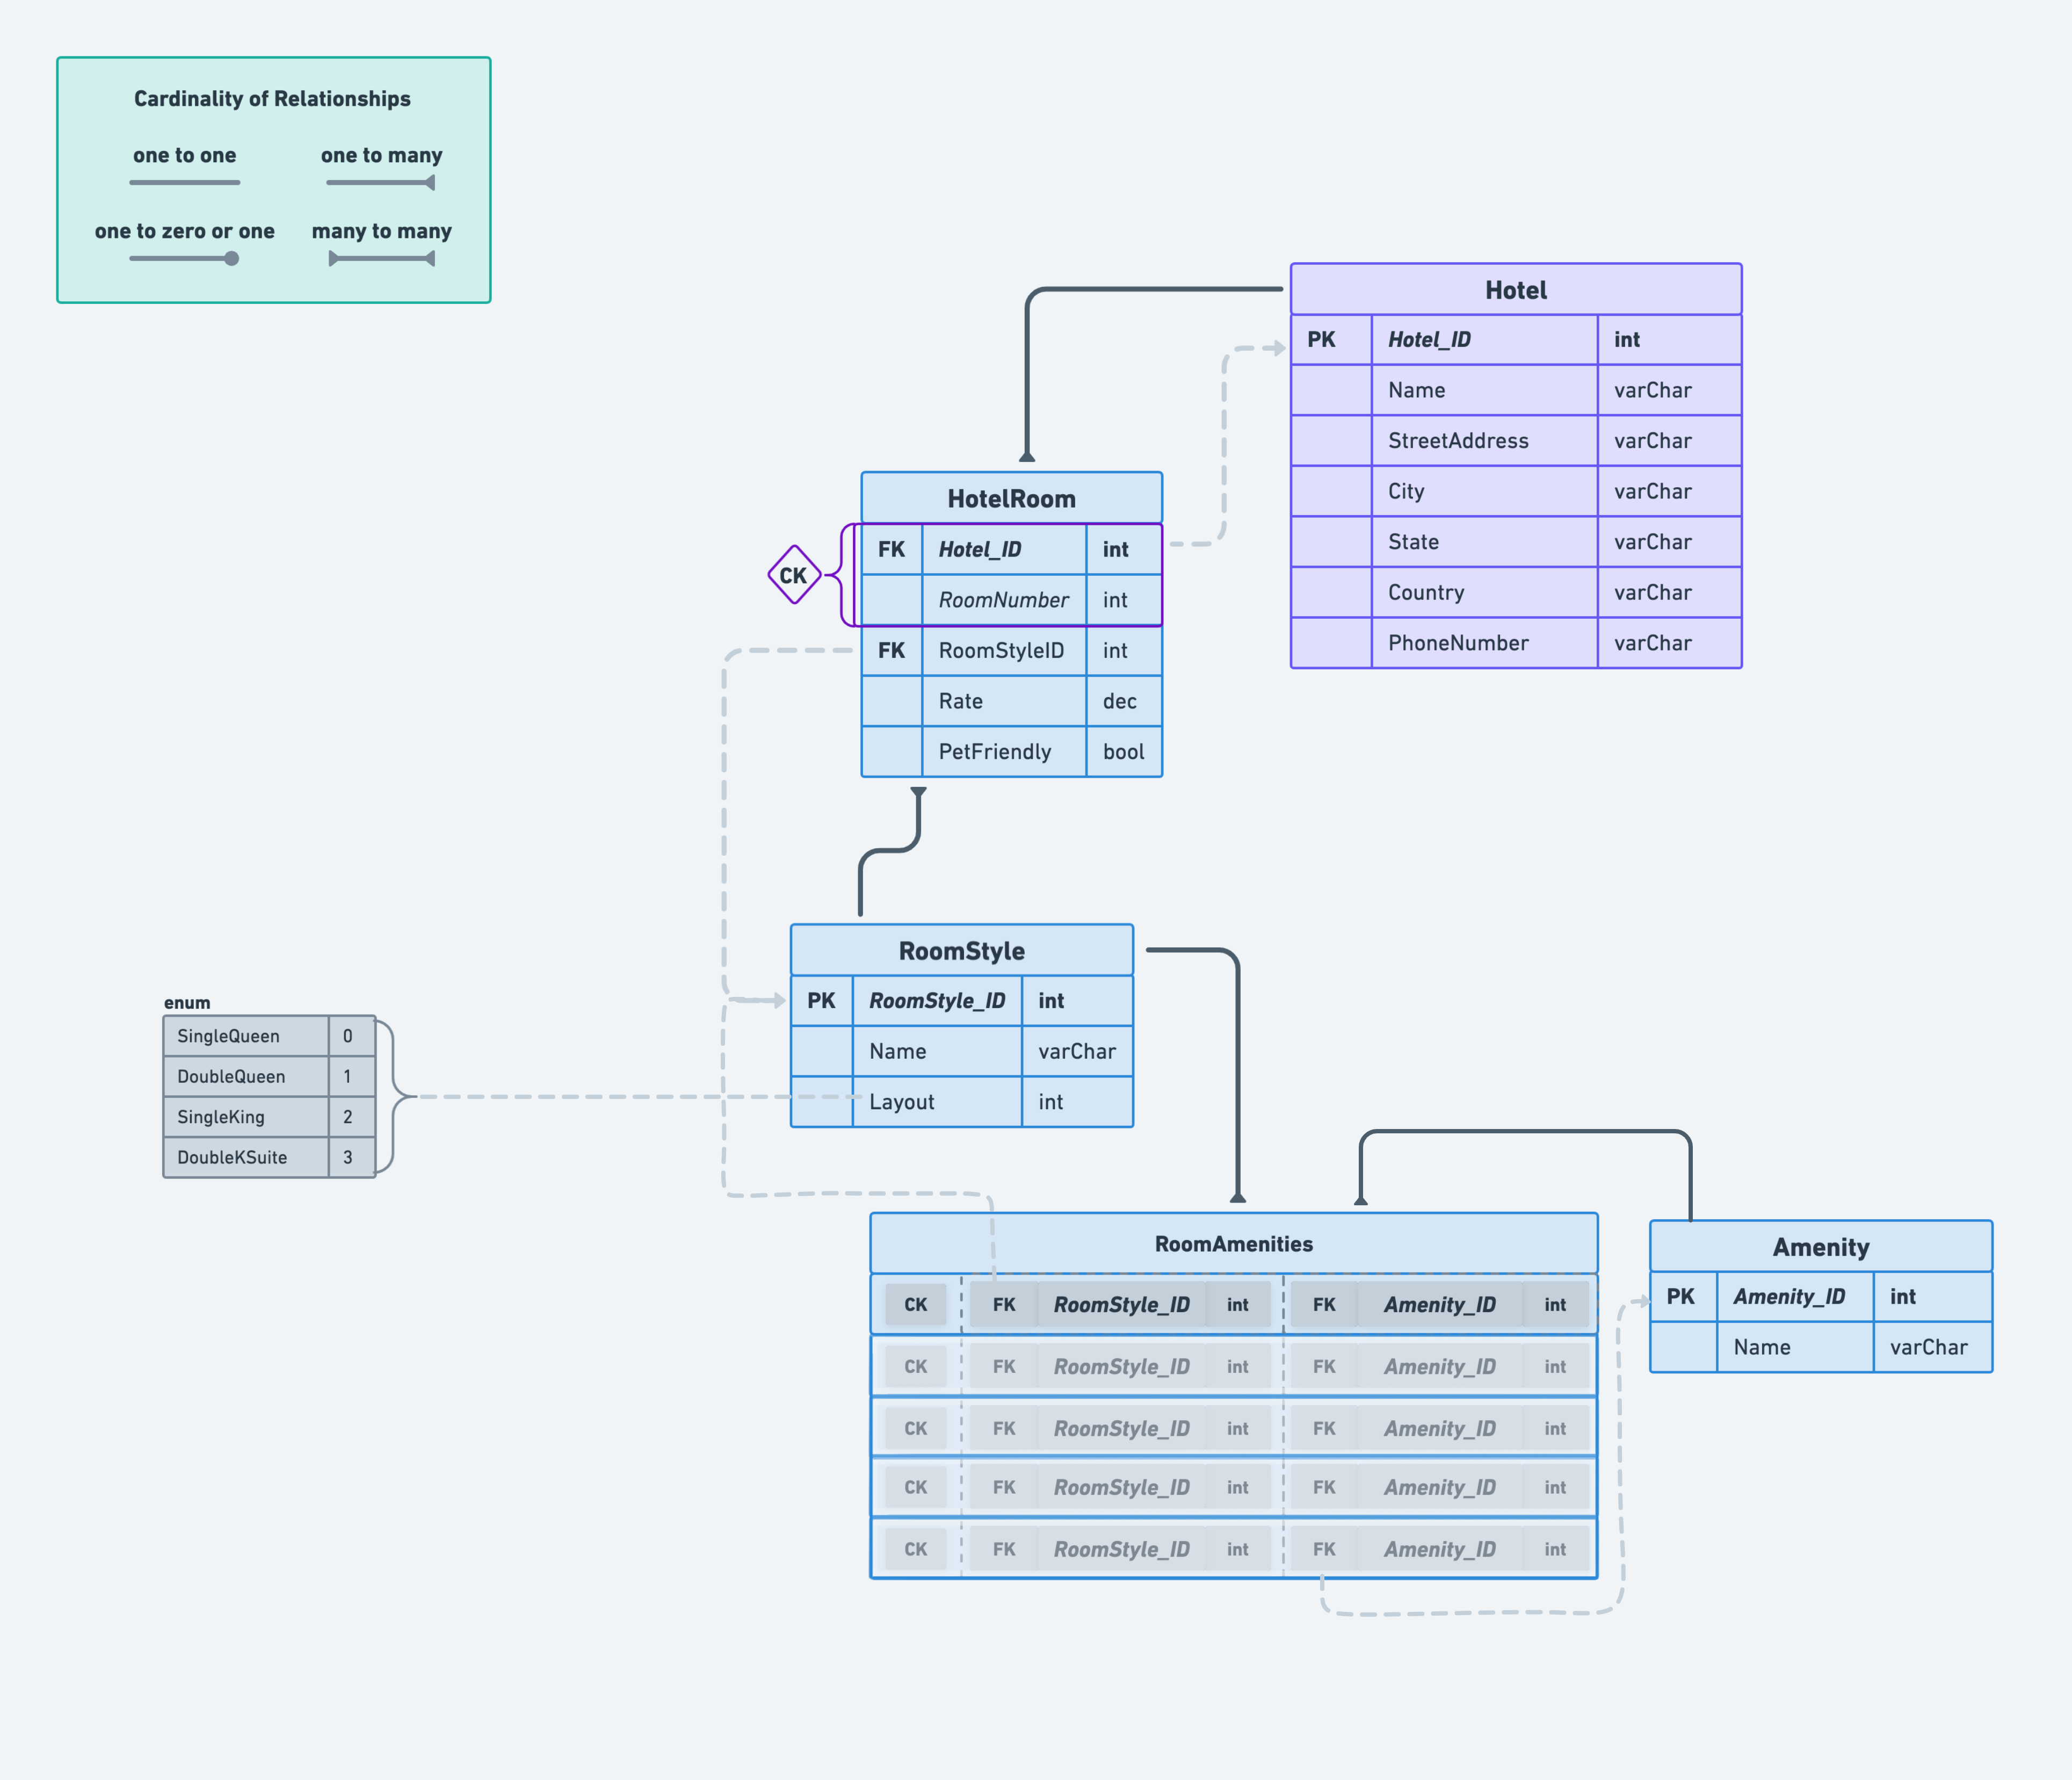 Cardinality of Relationships
one to one
one to many
one to zero or one
many to many
Hotel
PK Hotel_ID int
Name varChar
StreetAddress varChar
City varChar
State varChar
Country varChar
PhoneNumber varChar
HotelRoom
CK
FK Hotel_ID int
RoomNumber int
FK RoomStyleID int
Rate dec
PetFriendly bool
RoomStyle
PK RoomStyle_ID int
Name varChar
Layout int
enum
SingleQueen 0
DoubleQueen 1
SingleKing 2
DoubleKSuite 3
RoomAmenities
CK FK RoomStyle_ID int FK Amenity_ID int
CK FK RoomStyle_ID int FK Amenity_ID int
CK FK RoomStyle_ID int FK Amenity_ID int
CK FK RoomStyle_ID int FK Amenity_ID int
CK FK RoomStyle_ID int FK Amenity_ID int
Amenity
PK Amenity_ID int
Name varChar